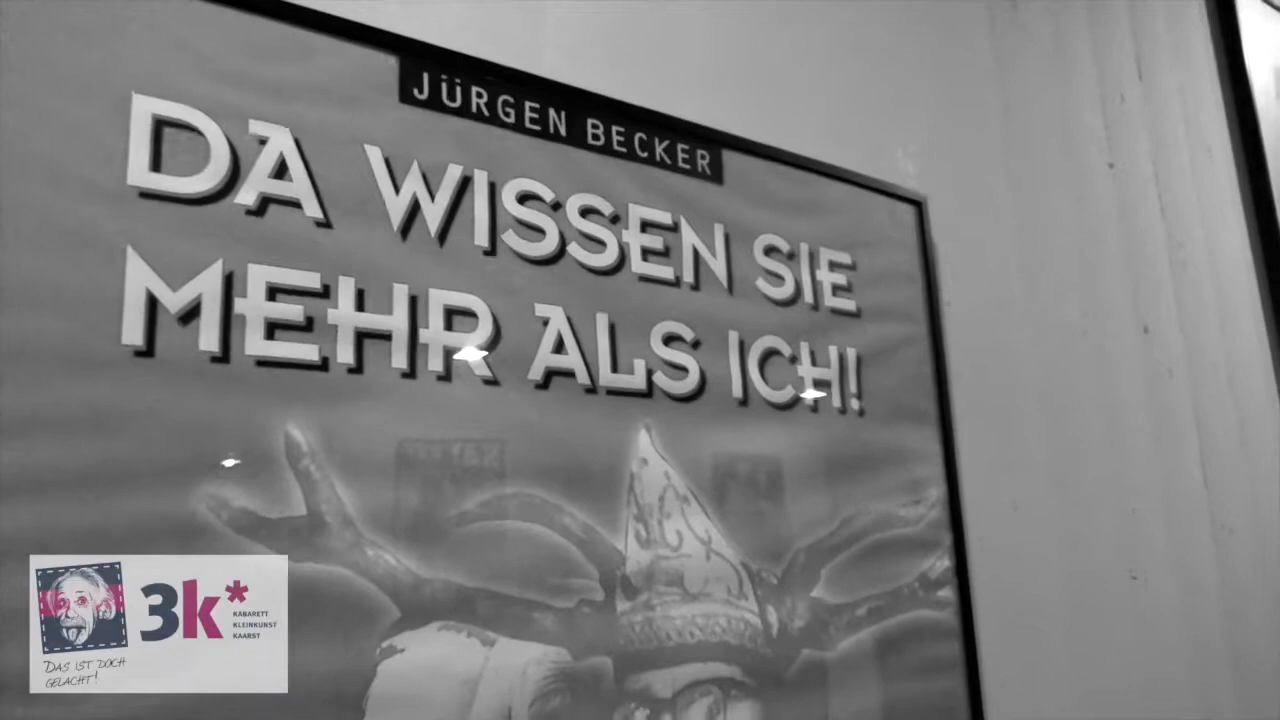 JÜRGEN BECKER
DA WISSEN SIE
MEHR ALS ICH!
3k*
KABARETT
KLEINKUNST
KAARST
DAS IST DOCH
GELACHT!